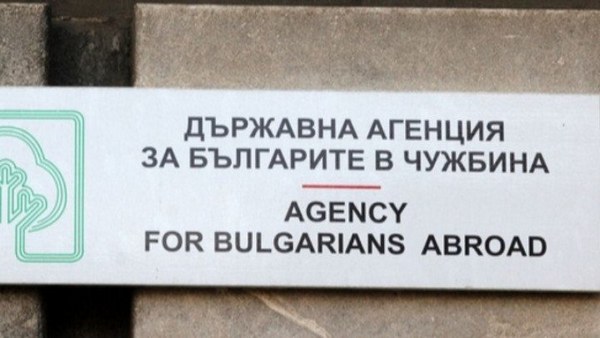 ДЪРЖАВНА АГЕНЦИЯ
ЗА БЪЛГАРИТЕ В ЧУЖБИНА
AGENCY
FOR BULGARIANS ABROAD